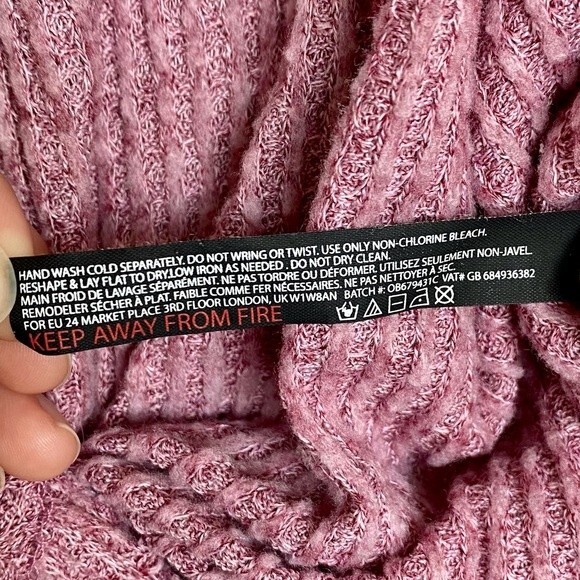 HAND WASH COLD SEPARATELY. DO NOT WRING OR TWIST. USE ONLY NON-CHLORINE BLEACH.
RESHAPE & LAY FLAT TO DRY.LOW IRON AS NEEDED . DO NOT DRY CLEAN.
MAIN FROID DE LAVAGE SÉPARÉMENT. NE PAS TORDRE OU DÉFORMER. UTILISEZ SEULEMENT NON-JAVEL.
REMODELER SÉCHER À PLAT. FAIBLE COMME FER NÉCESSAIRES. NE PAS NETTOYER À SEC.
FOR EU 24 MARKET PLACE 3RD FLOOR LONDON, UK W1W8AN BATCH #: OB679431C VAT# GB 684936382
KEEP AWAY FROM FIRE